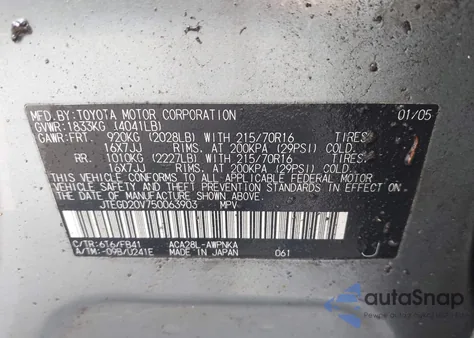 MFD.BY:TOYOTA MOTOR CORPORATION 01/05
GVWR:1833KG (4041LB)
GAWR:FRT 920KG (2028LB) WITH 215/70R16 TIRES
16X7JJ RIMS.AT 200KPA (29PSI) COLD.
RR 1010KG (2227LB) WITH 215/70R16 TIRES
16X7JJ RIMS.AT 200KPA (29PSI) COLD.
THIS VEHICLE CONFORMS TO ALL APPLICABLE FEDERAL MOTOR
VEHICLE SAFETY AND BUMPER STANDARDS IN EFFECT ON THE
DATE OF MANUFACTURE SHOWN ABOVE.
JTEGD20V750063903 MPV
C/TR:6T6/FB41 ACA28L-AWPNKA
A/TM:-09B/U241E MADE IN JAPAN 061
autoSnap